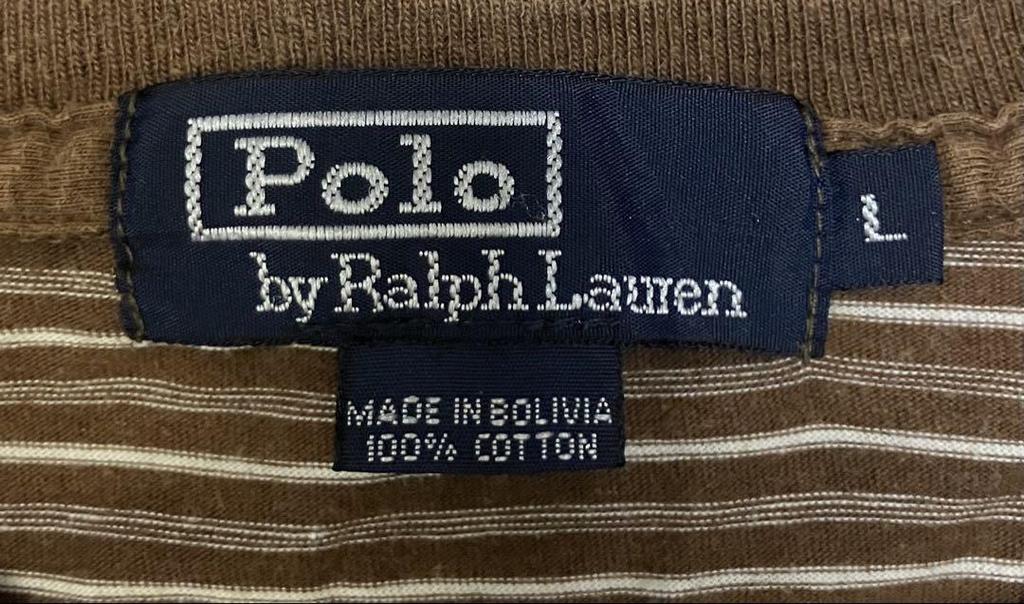 Polo
by Ralph Lauren
L
MADE IN BOLIVIA
100% COTTON